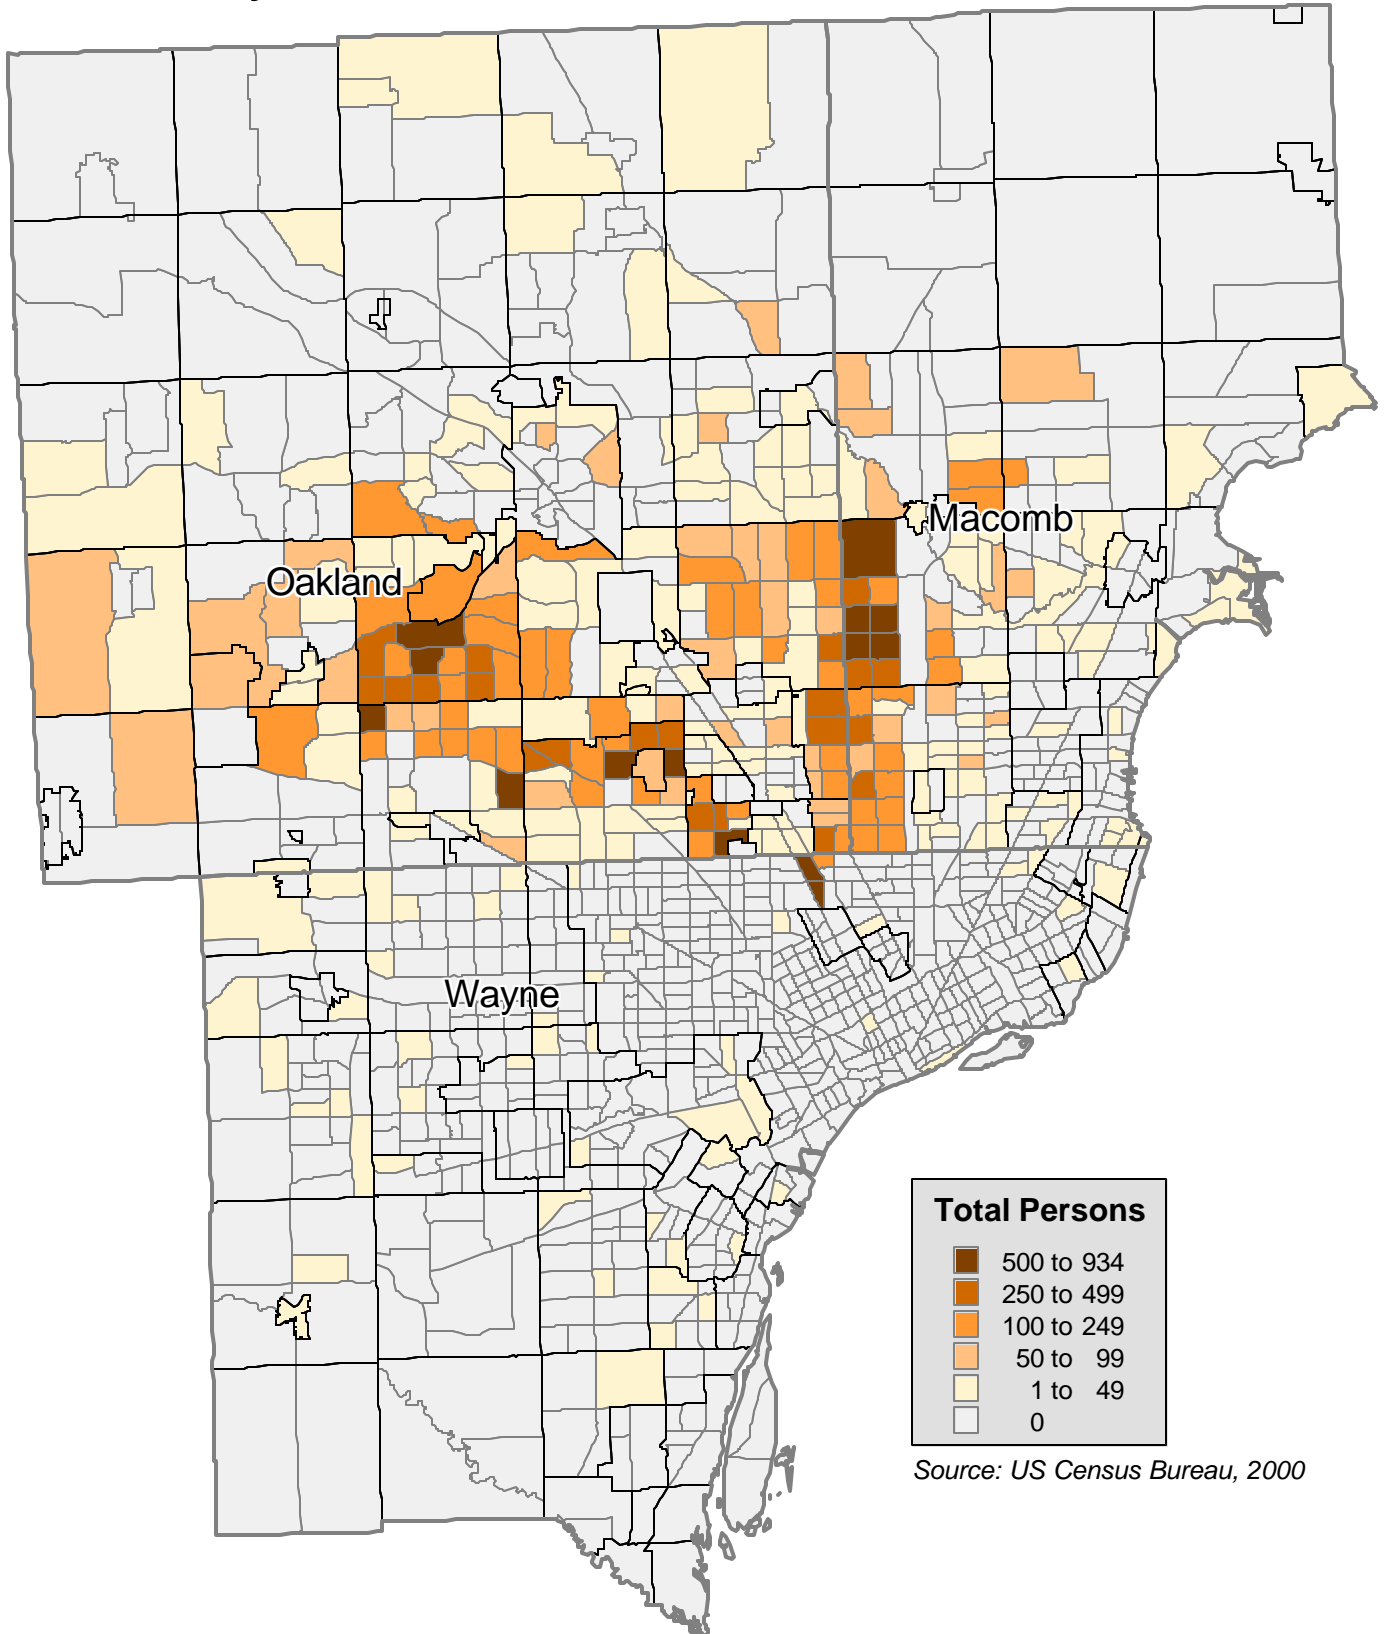 Macomb
Oakland
Wayne
Total Persons
500 to 934
250 to 499
100 to 249
50 to 99
1 to 49
0
Source: US Census Bureau, 2000